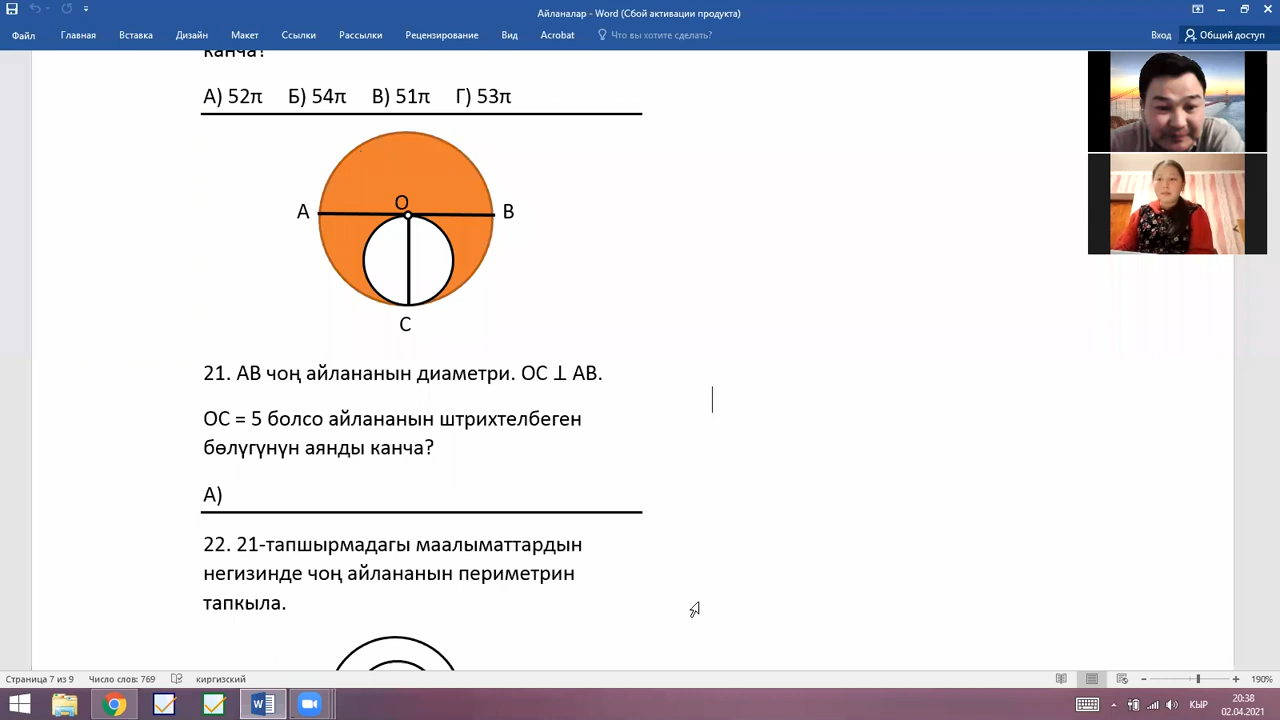 Айланалар - Word (Сбой активации продукта)
Файл Главная Вставка Дизайн Макет Ссылки Рассылки Рецензирование Вид Acrobat Что вы хотите сделать? Вход Общий доступ
канча?
А) 52π Б) 54π В) 51π Г) 53π
O
A B
C
21. АВ чоң айлананын диаметри. ОС ⊥ АВ.
ОС = 5 болсо айлананын штрихтелбеген
бөлүгүнүн аянды канча?
А)
22. 21-тапшырмадагы маалыматтардын
негизинде чоң айлананын периметрин
тапкыла.
Страница 7 из 9 Число слов: 769 киргизский 190%
КЫР
20:38
02.04.2021